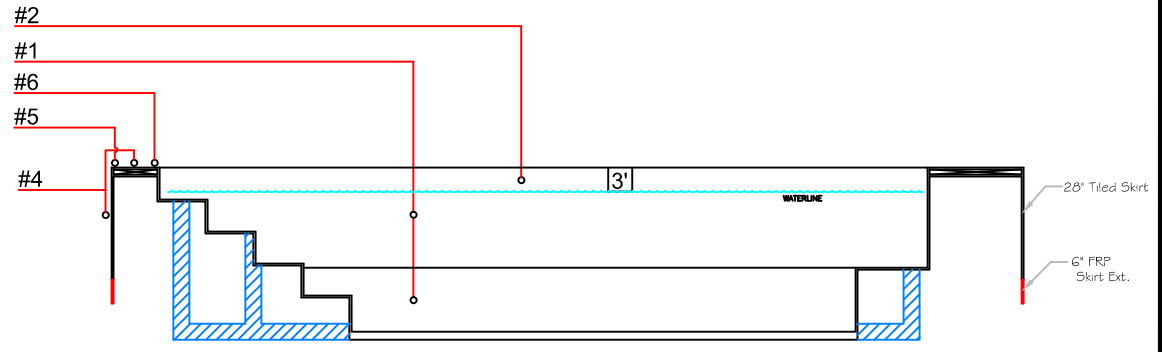 #2
#1
#6
#5
#4
3'
WATERLINE
28" Tiled Skirt
6" FRP
Skirt Ext.